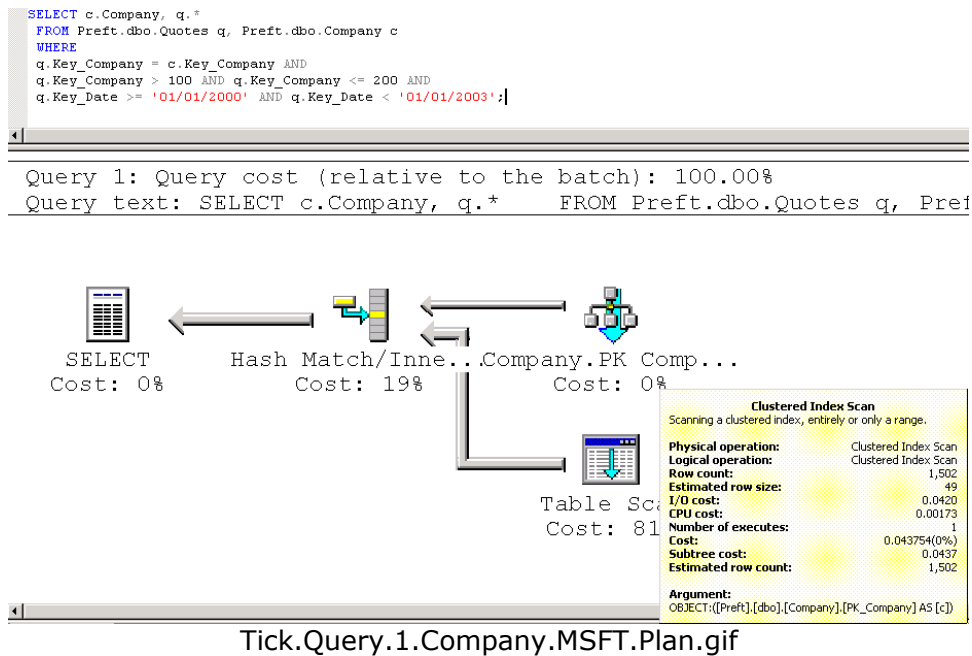 SELECT c.Company, q.*
FROM Preft.dbo.Quotes q, Preft.dbo.Company c
WHERE
q.Key_Company = c.Key_Company AND
q.Key_Company > 100 AND q.Key_Company <= 200 AND
q.Key_Date >= '01/01/2000' AND q.Key_Date < '01/01/2003';
Query 1: Query cost (relative to the batch): 100.00%
Query text: SELECT c.Company, q.* FROM Preft.dbo.Quotes q, Pref
SELECT
Cost: 0%
Hash Match/Inne...
Cost: 19%
Company.PK Comp...
Cost: 0%
Table Sca
Cost: 81
Clustered Index Scan
Scanning a clustered index, entirely or only a range.
Physical operation: Clustered Index Scan
Logical operation: Clustered Index Scan
Row count: 1,502
Estimated row size: 49
I/O cost: 0.0420
CPU cost: 0.00173
Number of executes: 1
Cost: 0.043754(0%)
Subtree cost: 0.0437
Estimated row count: 1,502
Argument:
OBJECT:([Preft].[dbo].[Company].[PK_Company] AS [c])
Tick.Query.1.Company.MSFT.Plan.gif